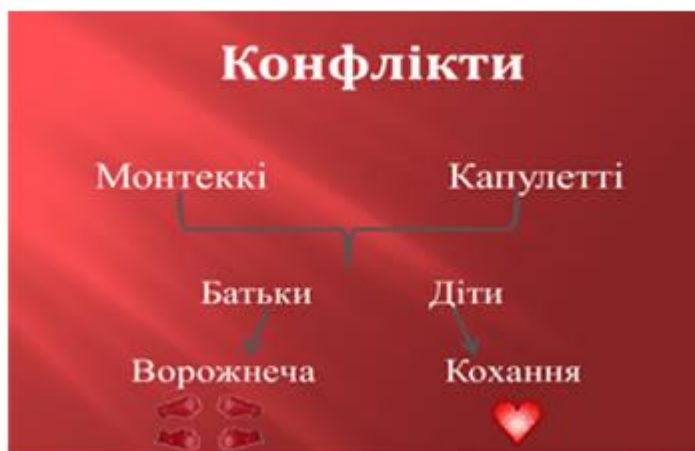 Конфлікти
Монтеккі Капулетті
Батьки Діти
Ворожнеча Кохання